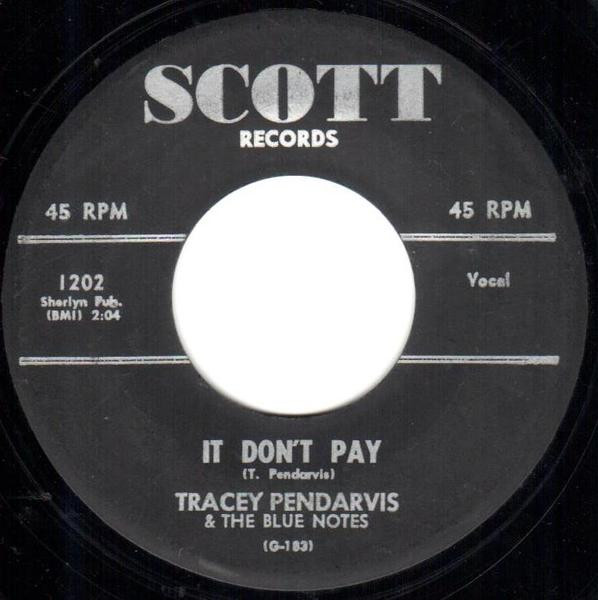 SCOTT
RECORDS
45 RPM
45 RPM
1202
Sherlyn Pub.
(BMI) 2:04
Vocal
IT DON'T PAY
(T. Pendarvis)
TRACEY PENDARVIS
& THE BLUE NOTES
(G-183)